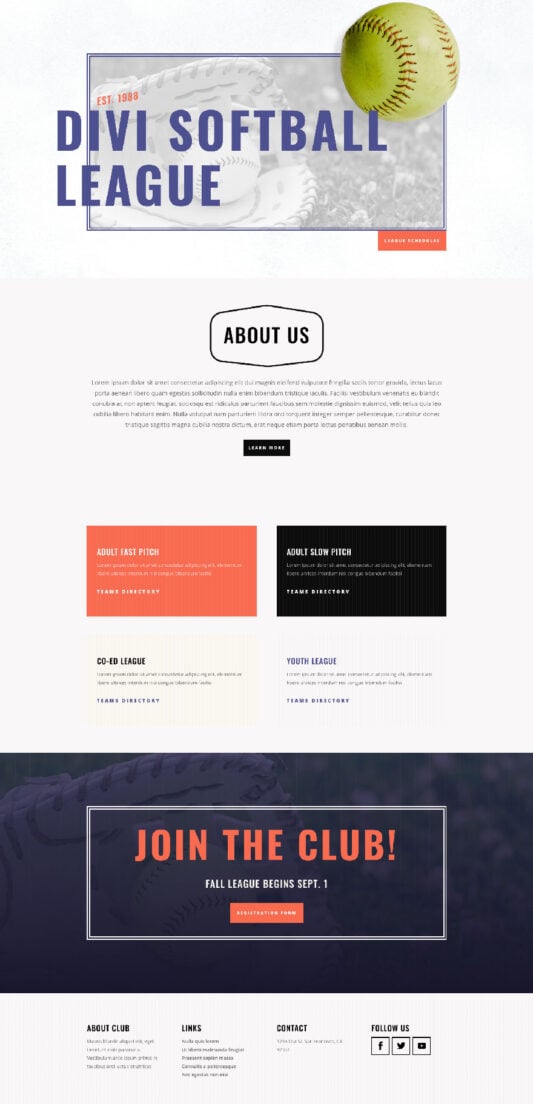 EST. 1988
DIVI SOFTBALL
LEAGUE
LEAGUE SCHEDULES
ABOUT US
Lorem ipsum dolor sit amet consectetur adipiscing elit dui magnis eleifend vulputate fringilla sociis tortor gravida, lectus lacus
porta aenean libero quam egestas sollicitudin nulla enim bibendum tristique iaculis. Facilisi vestibulum venenatis eu blandit
conubia ac non aptent feugiat, sociosqu est ridiculus parturient faucibus sem molestie dignissim euismod, velit tellus quis leo
cubilia libero habitant enim. Nulla volutpat nam parturient litora orci torquent integer semper pellentesque, curabitur donec
tristique sagittis magna cubilia nostra dictum, erat neque etiam porta lectus penatibus aenean mollis.
LEARN MORE
ADULT FAST PITCH
Lorem ipsum dolor sit amet, consectetur adipiscing elit, elementum
libero ultrices interdum nisl congue bibendum facilisi
TEAMS DIRECTORY
ADULT SLOW PITCH
Lorem ipsum dolor sit amet, consectetur adipiscing elit, elementum
libero ultrices interdum nisl congue bibendum facilisi
TEAMS DIRECTORY
CO-ED LEAGUE
Lorem ipsum dolor sit amet, consectetur adipiscing elit, elementum
libero ultrices interdum nisl congue bibendum facilisi
TEAMS DIRECTORY
YOUTH LEAGUE
Lorem ipsum dolor sit amet, consectetur adipiscing elit, elementum
libero ultrices interdum nisl congue bibendum facilisi
TEAMS DIRECTORY
JOIN THE CLUB!
FALL LEAGUE BEGINS SEPT. 1
REGISTRATION FORM
ABOUT CLUB
Mauris blandit aliquet elit, eget
tincidunt nibh pulvinar a.
Vestibulum ante ipsum primis in
faucibus orci luctus et ultrices
LINKS
Nulla quis lorem
Ut libero malesuada feugiat
Praesent sapien massa
Convallis a pellentesque
Nec egestas non nisi
CONTACT
1234 Divi St. San Francisco, CA
FOLLOW US